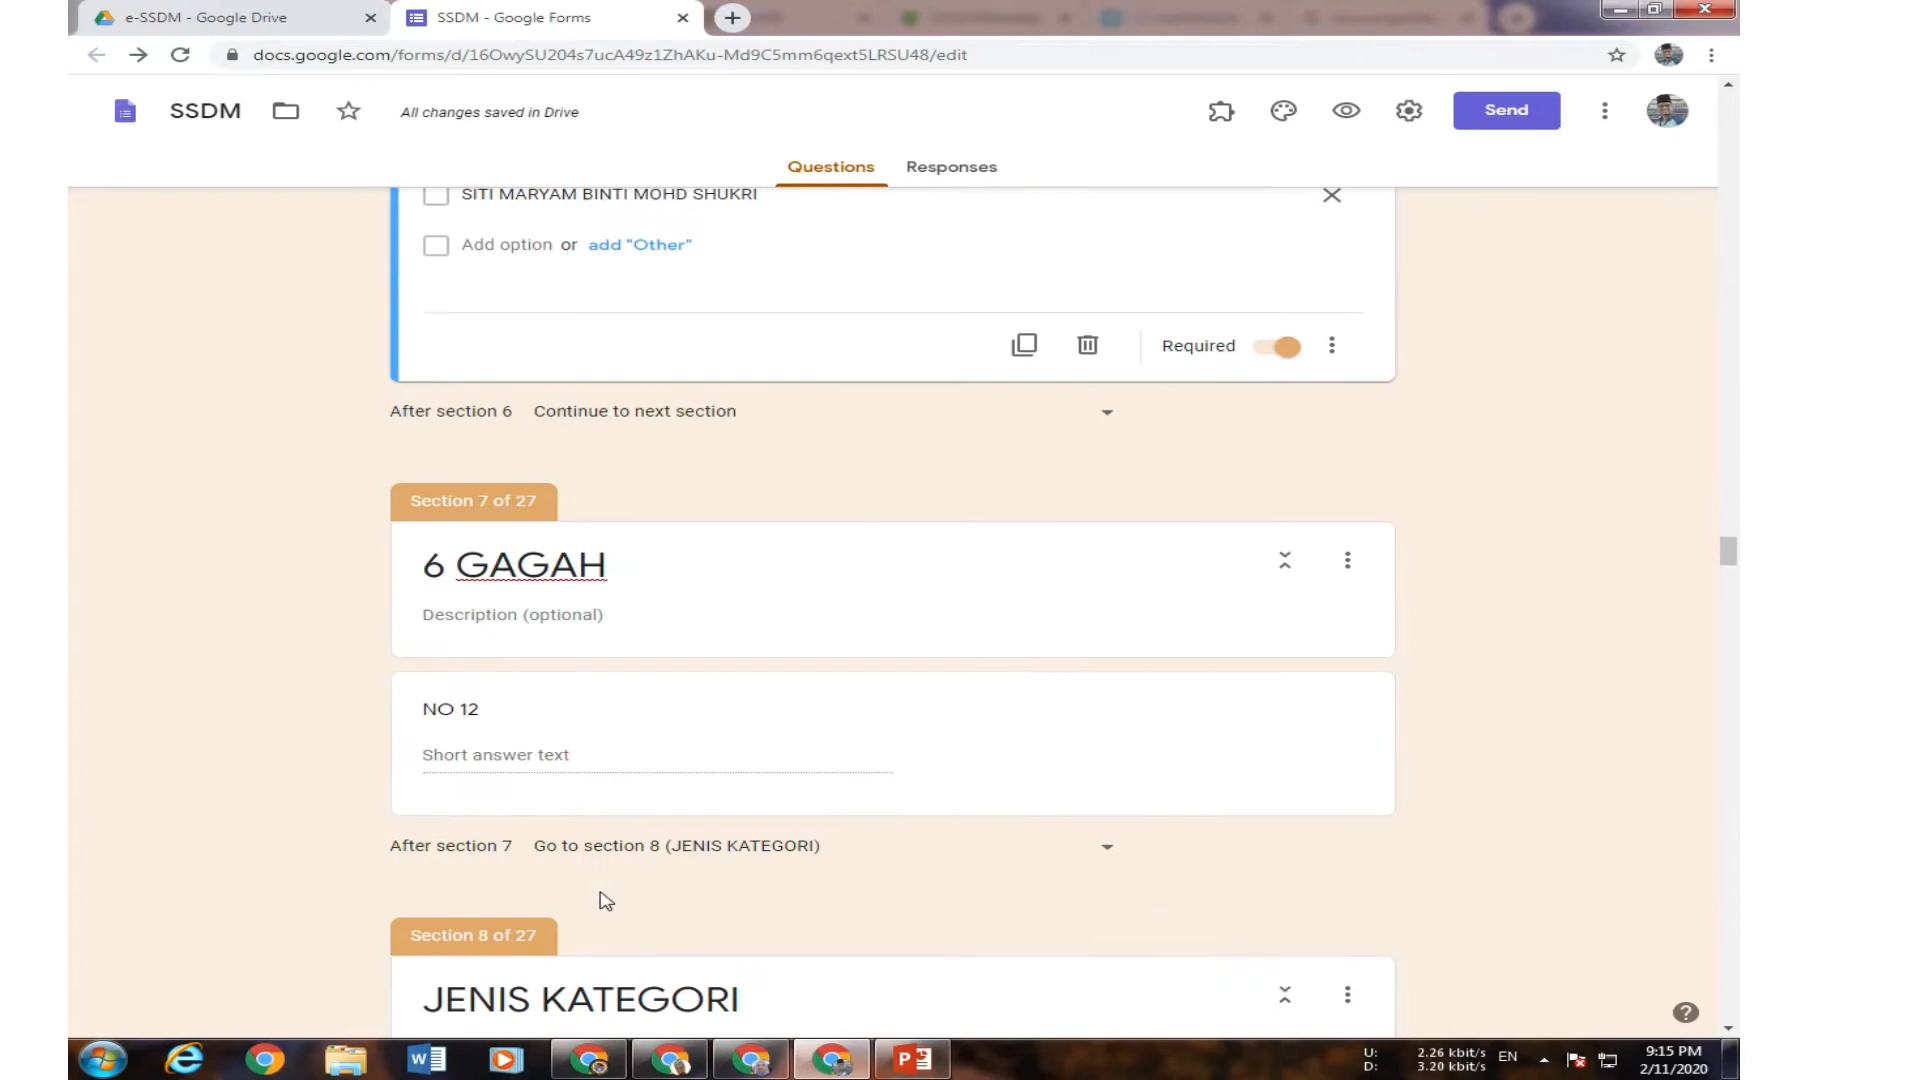 e-SSDM - Google Drive
SSDM - Google Forms
docs.google.com/forms/d/16OwySU204s7ucA49z1ZhAKu-Md9C5mm6qext5LRSU48/edit
SSDM
All changes saved in Drive
Send
Questions
Responses
SITI MARYAM BINTI MOHD SHUKRI
Add option or add "Other"
Required
After section 6 Continue to next section
Section 7 of 27
6 GAGAH
Description (optional)
NO 12
Short answer text
After section 7 Go to section 8 (JENIS KATEGORI)
Section 8 of 27
JENIS KATEGORI
U: 2.26 kbit/s
D: 3.20 kbit/s
EN
9:15 PM
2/11/2020